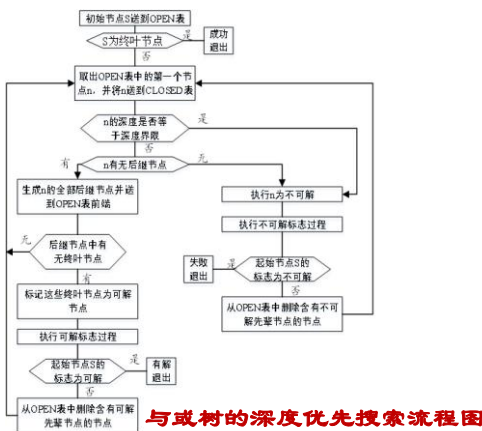 初始节点S送到OPEN表
S为终叶节点
是
成功
退出
否
取出OPEN表中的第一个节
点n,并将n送到CLOSED表
n的深度是否等
于深度界限
是
否
有
n有无后继节点
无
生成n的全部后继节点并送
到OPEN表前端
执行n为不可解
执行不可解标志过程
无
后继节点中有
无终叶节点
有
失败
退出
是
起始节点S的
标志为不可解
否
标记这些终叶节点为可解
节点
从OPEN表中删除含有不可
解先辈节点的节点
执行可解标志过程
起始节点S的
标志为可解
是
有解
退出
否
从OPEN表中删除含有可解
先辈节点的节点
与或树的深度优先搜索流程图